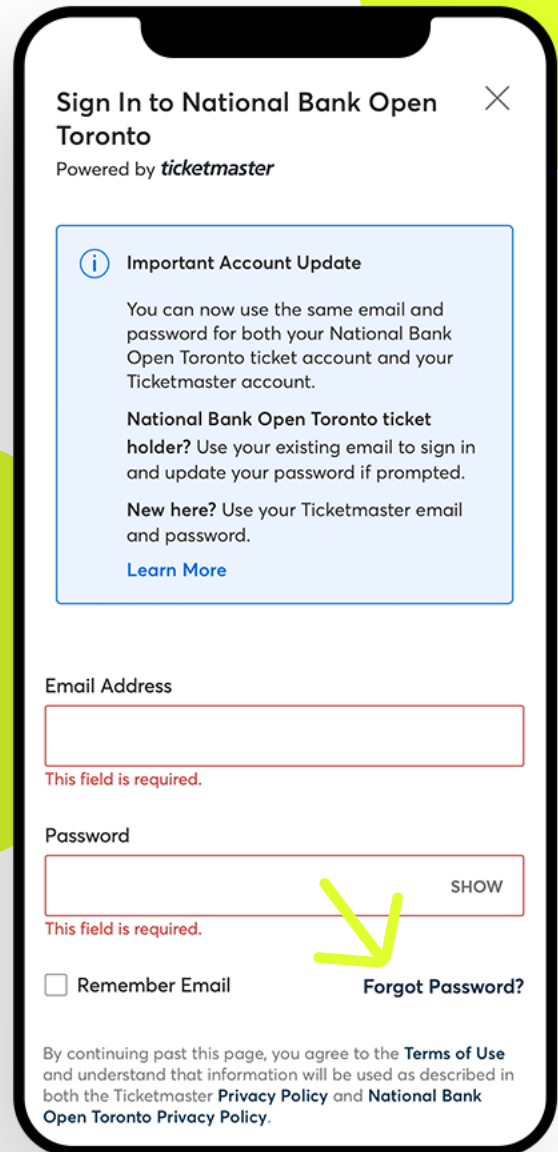 Sign In to National Bank Open
Toronto
Powered by ticketmaster
Important Account Update
You can now use the same email and
password for both your National Bank
Open Toronto ticket account and your
Ticketmaster account.
National Bank Open Toronto ticket
holder? Use your existing email to sign in
and update your password if prompted.
New here? Use your Ticketmaster email
and password.
Learn More
Email Address
This field is required.
Password
SHOW
This field is required.
Remember Email
Forgot Password?
By continuing past this page, you agree to the Terms of Use
and understand that information will be used as described in
both the Ticketmaster Privacy Policy and National Bank
Open Toronto Privacy Policy.